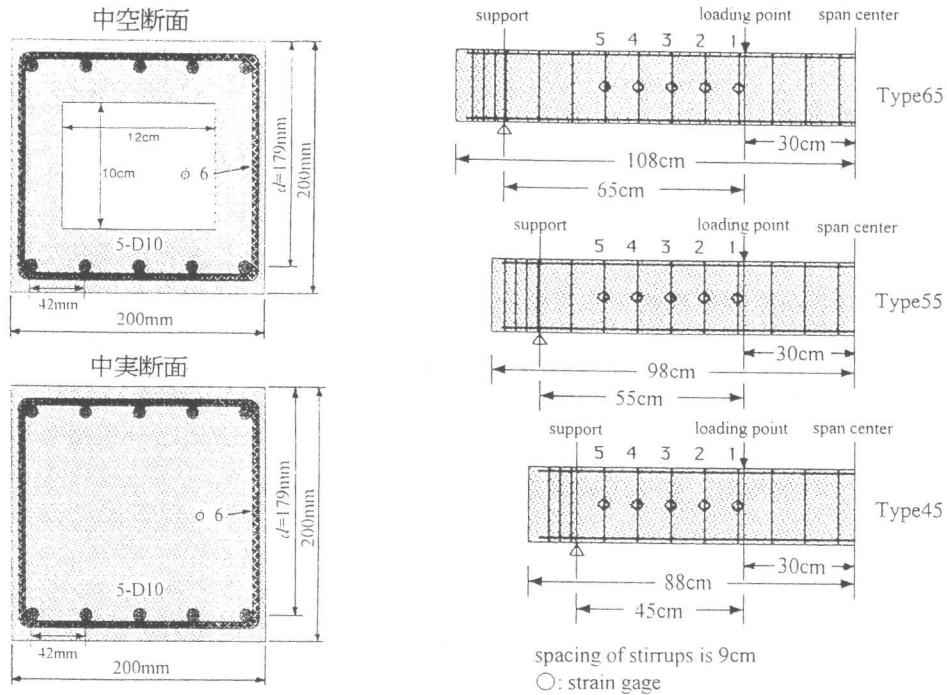 中空断面
12cm
10cm
φ 6
5-D10
42mm
200mm
d=179mm
200mm
中実断面
φ 6
5-D10
42mm
200mm
d=179mm
200mm
support
loading point
span center
5 4 3 2 1
Type65
30cm
108cm
65cm
support
loading point
span center
5 4 3 2 1
Type55
30cm
98cm
55cm
support
loading point
span center
5 4 3 2 1
Type45
30cm
88cm
45cm
spacing of stirrups is 9cm
○: strain gage